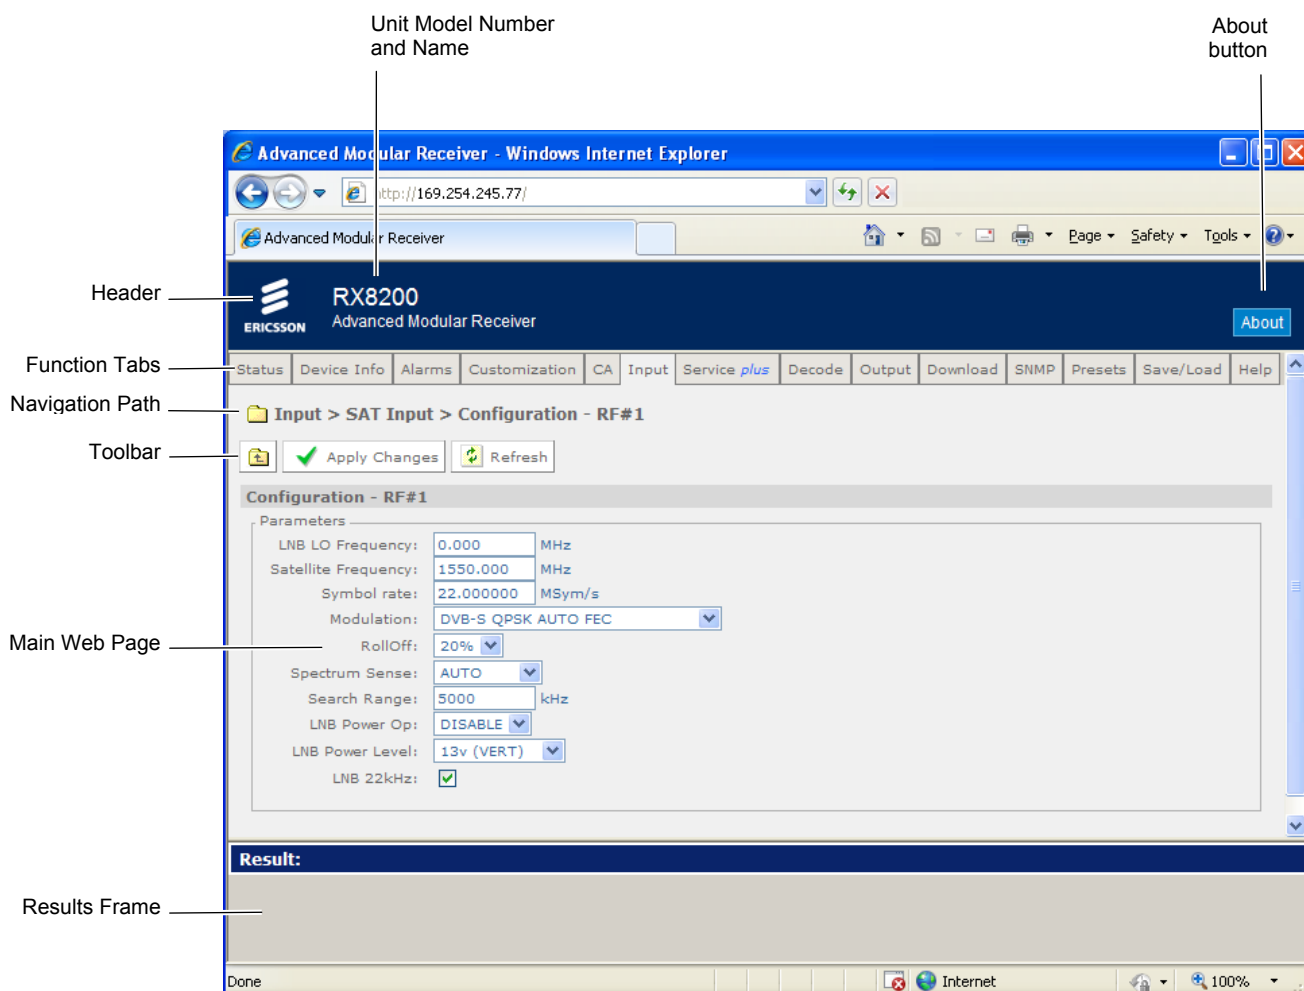 Unit Model Number
and Name
About
button
Advanced Modular Receiver - Windows Internet Explorer
http://169.254.245.77/
Advanced Modular Receiver
Page
Safety
Tools
Header
ERICSSON
RX8200
Advanced Modular Receiver
About
Function Tabs
Status Device Info Alarms Customization CA Input Service plus Decode Output Download SNMP Presets Save/Load Help
Navigation Path
Input > SAT Input > Configuration - RF#1
Toolbar
Apply Changes
Refresh
Configuration - RF#1
Parameters
LNB LO Frequency: 0.000 MHz
Satellite Frequency: 1550.000 MHz
Symbol rate: 22.000000 MSym/s
Modulation: DVB-S QPSK AUTO FEC
Main Web Page
RollOff: 20%
Spectrum Sense: AUTO
Search Range: 5000 kHz
LNB Power Op: DISABLE
LNB Power Level: 13v (VERT)
LNB 22kHz:
Result:
Results Frame
Done
Internet
100%